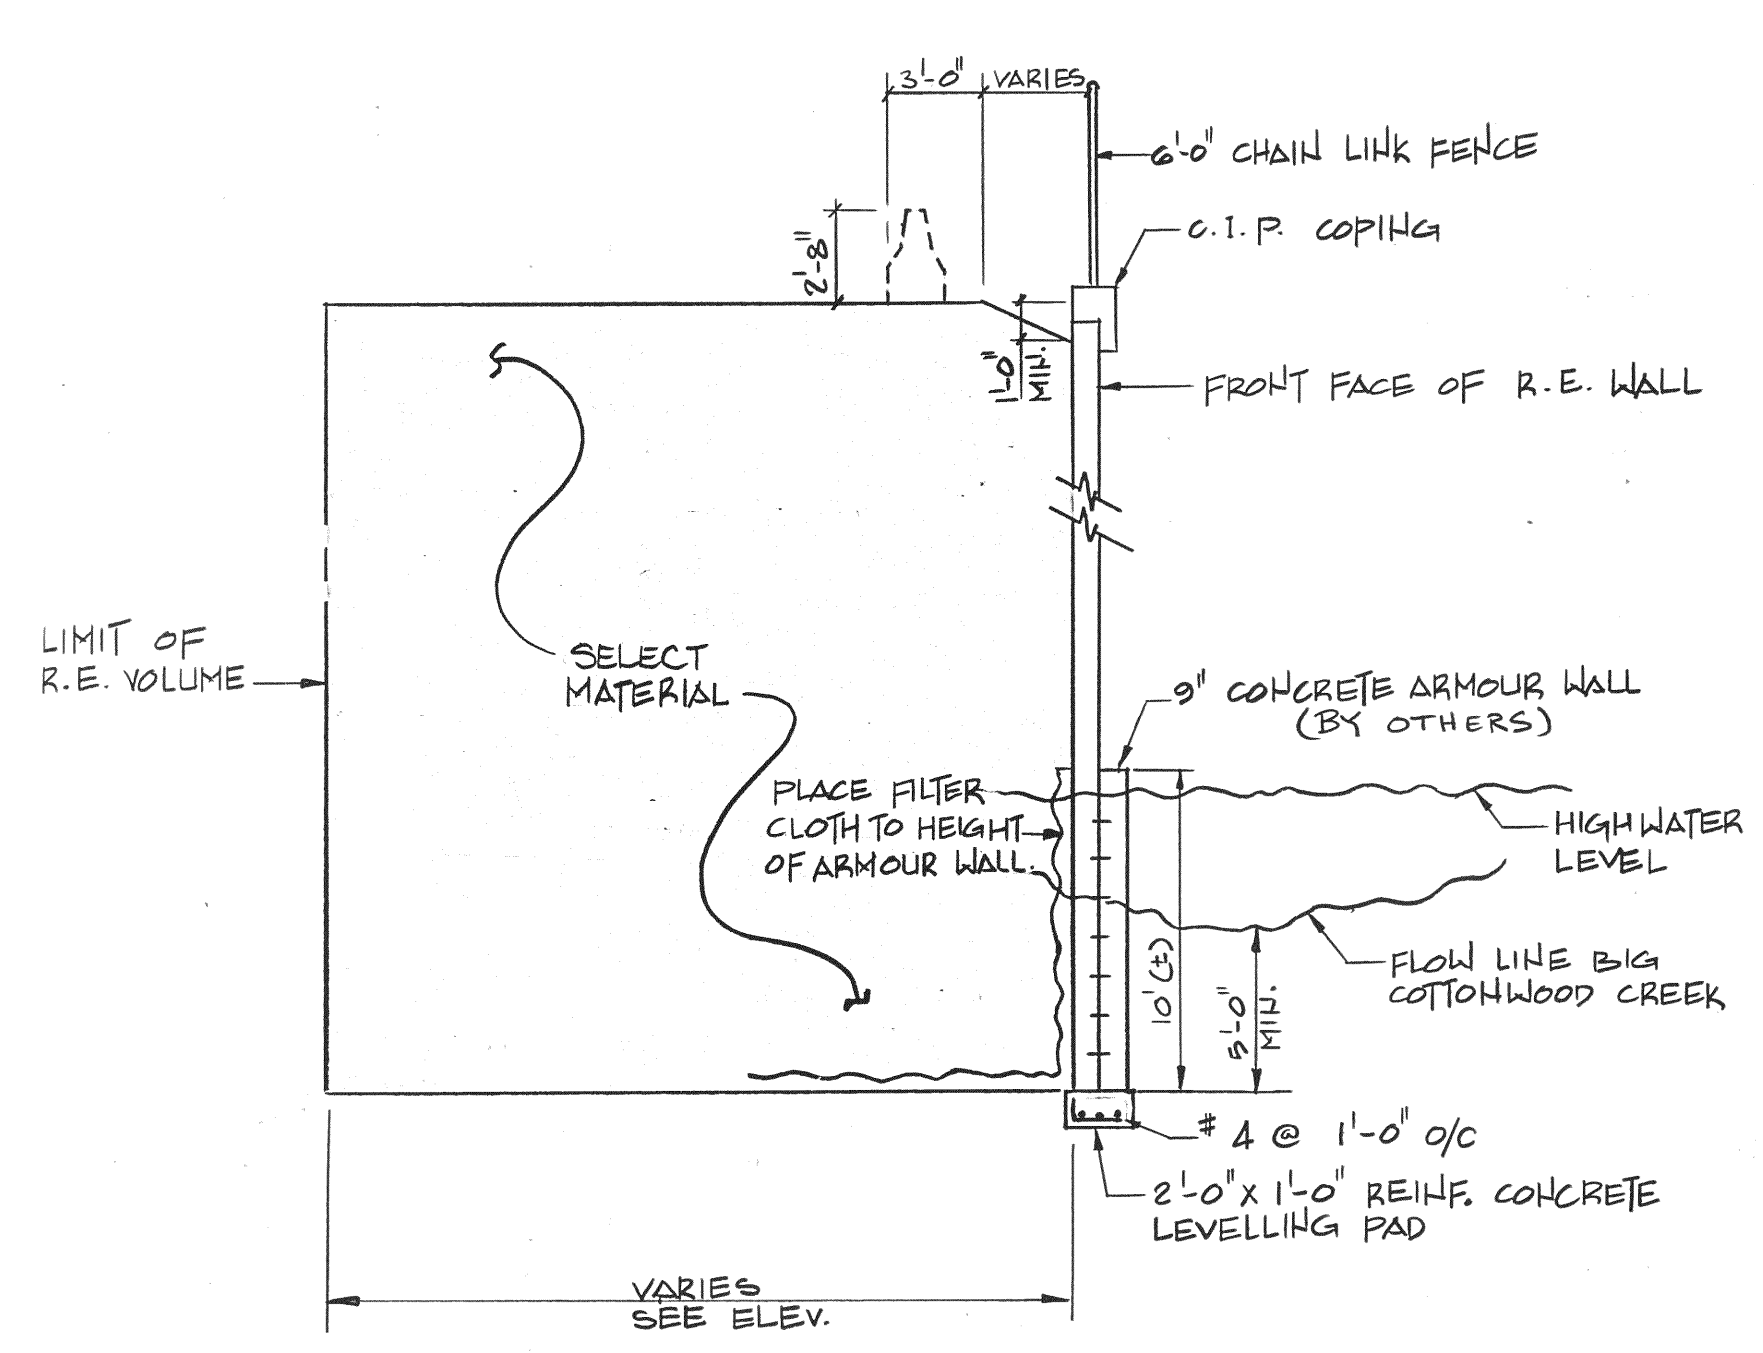 3'-0" VARIES
6'-0" CHAIN LINK FENCE
C.I.P. COPING
2'-8"
1'-0"
MIN.
FRONT FACE OF R.E. WALL
LIMIT OF
R.E. VOLUME
SELECT
MATERIAL
9" CONCRETE ARMOUR WALL
(BY OTHERS)
PLACE FILTER
CLOTH TO HEIGHT
OF ARMOUR WALL.
HIGH WATER
LEVEL
10' (±)
5'-0"
MIN.
FLOW LINE BIG
COTTONWOOD CREEK
# 4 @ 1'-0" O/C
2'-0" X 1'-0" REINF. CONCRETE
LEVELLING PAD
VARIES
SEE ELEV.